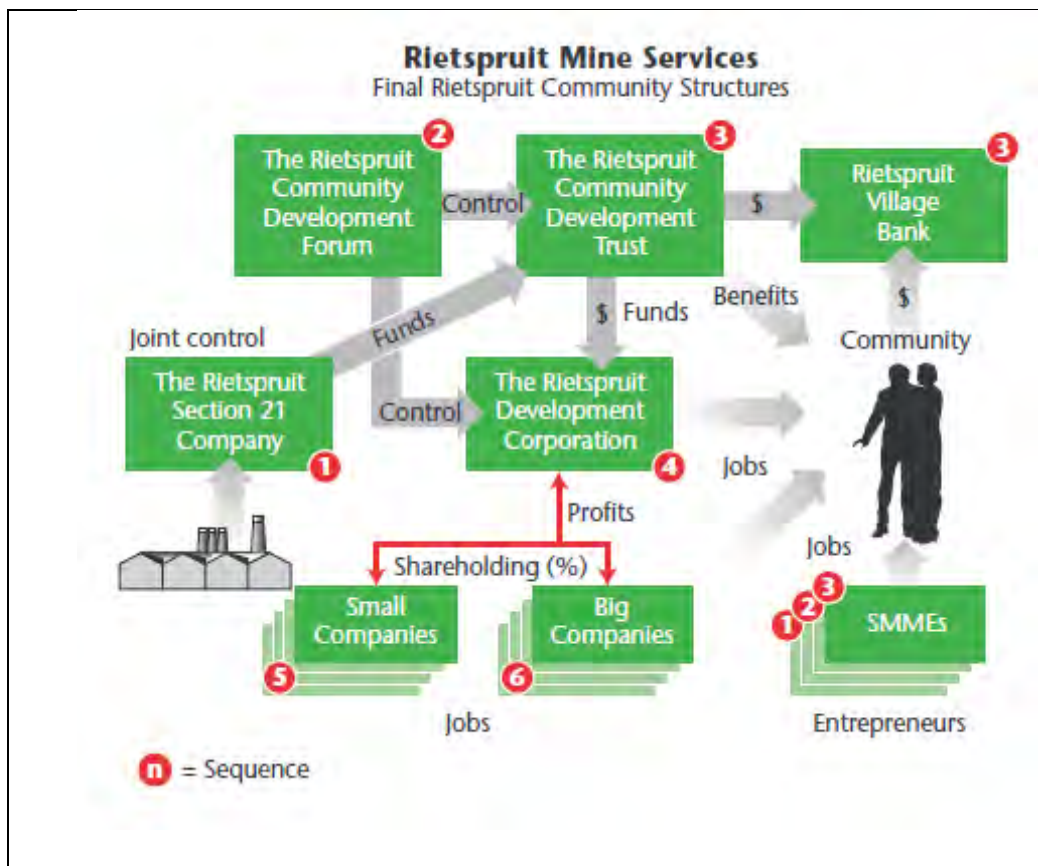 Rietspruit Mine Services
Final Rietspruit Community Structures
2
The Rietspruit
Community
Development
Forum
Control
3
The Rietspruit
Community
Development
Trust
$
3
Rietspruit
Village
Bank
Joint control
Funds
$ Funds
Benefits
$
Community
The Rietspruit
Section 21
Company
1
Control
The Rietspruit
Development
Corporation
4
Jobs
Profits
Jobs
Shareholding (%)
Small
Companies
5
Big
Companies
6
Jobs
1
2
3
SMMEs
Entrepreneurs
n = Sequence